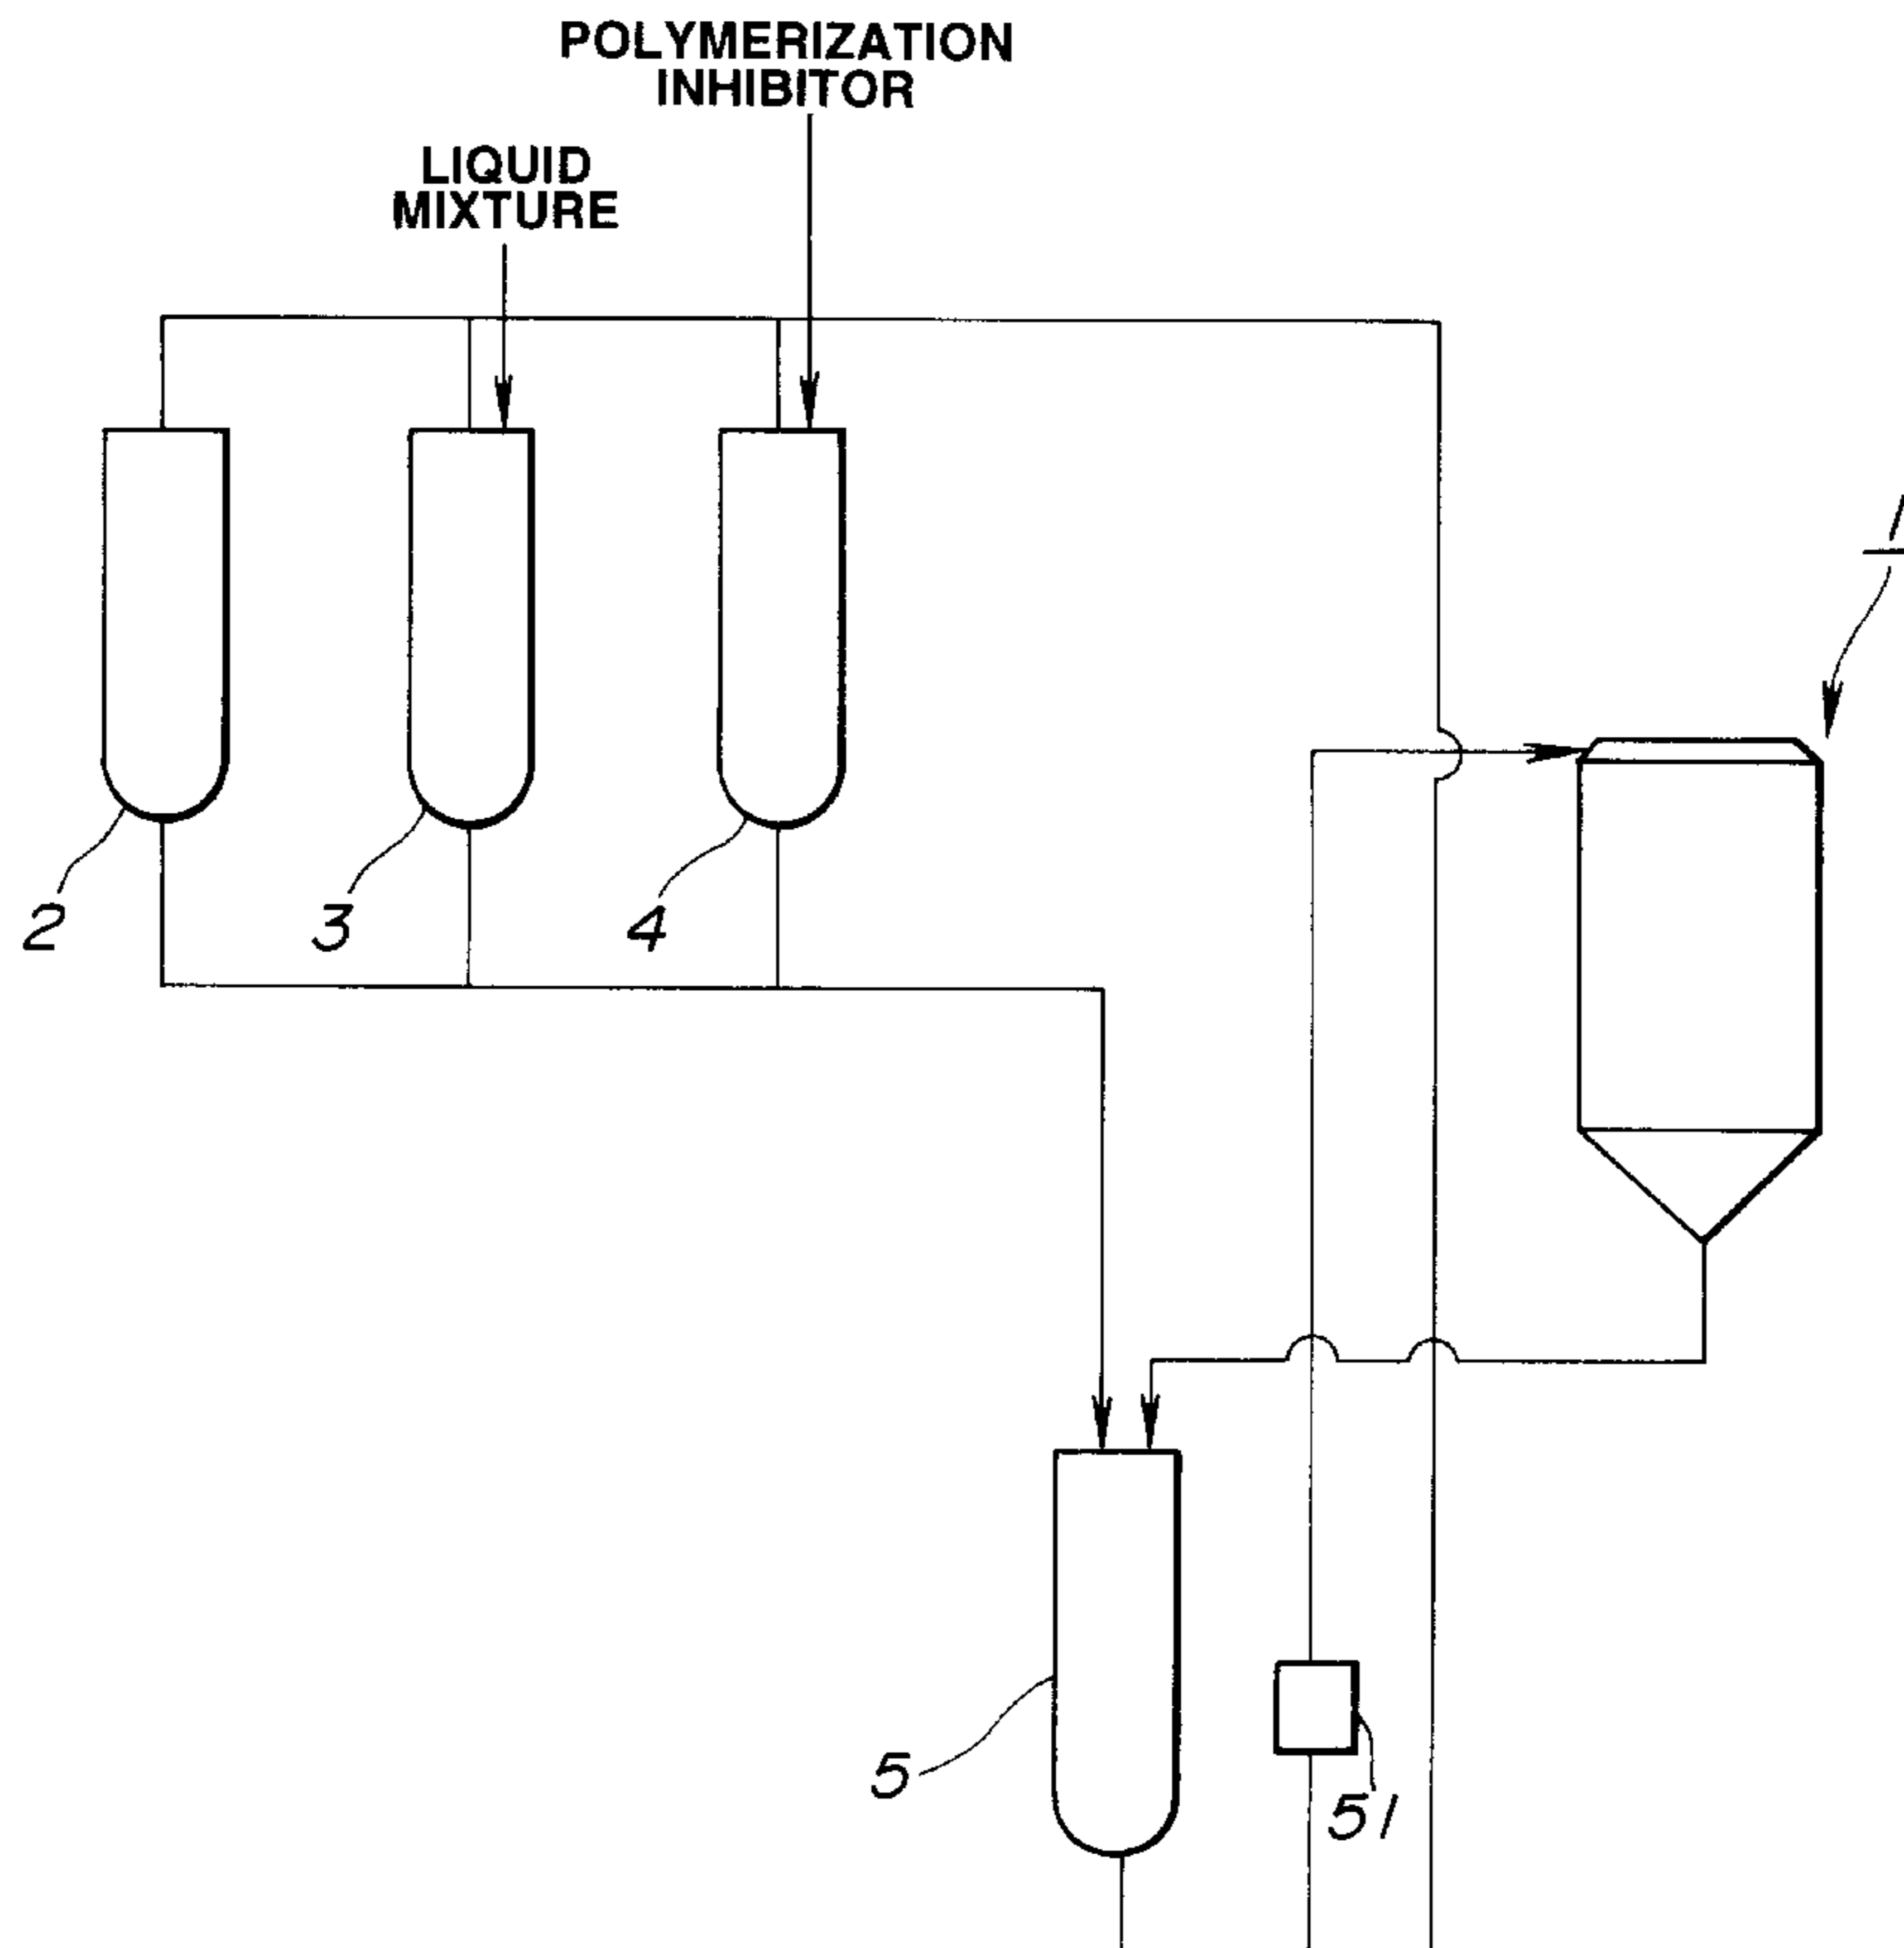 POLYMERIZATION
INHIBITOR
LIQUID
MIXTURE
1
2
3
4
5
51